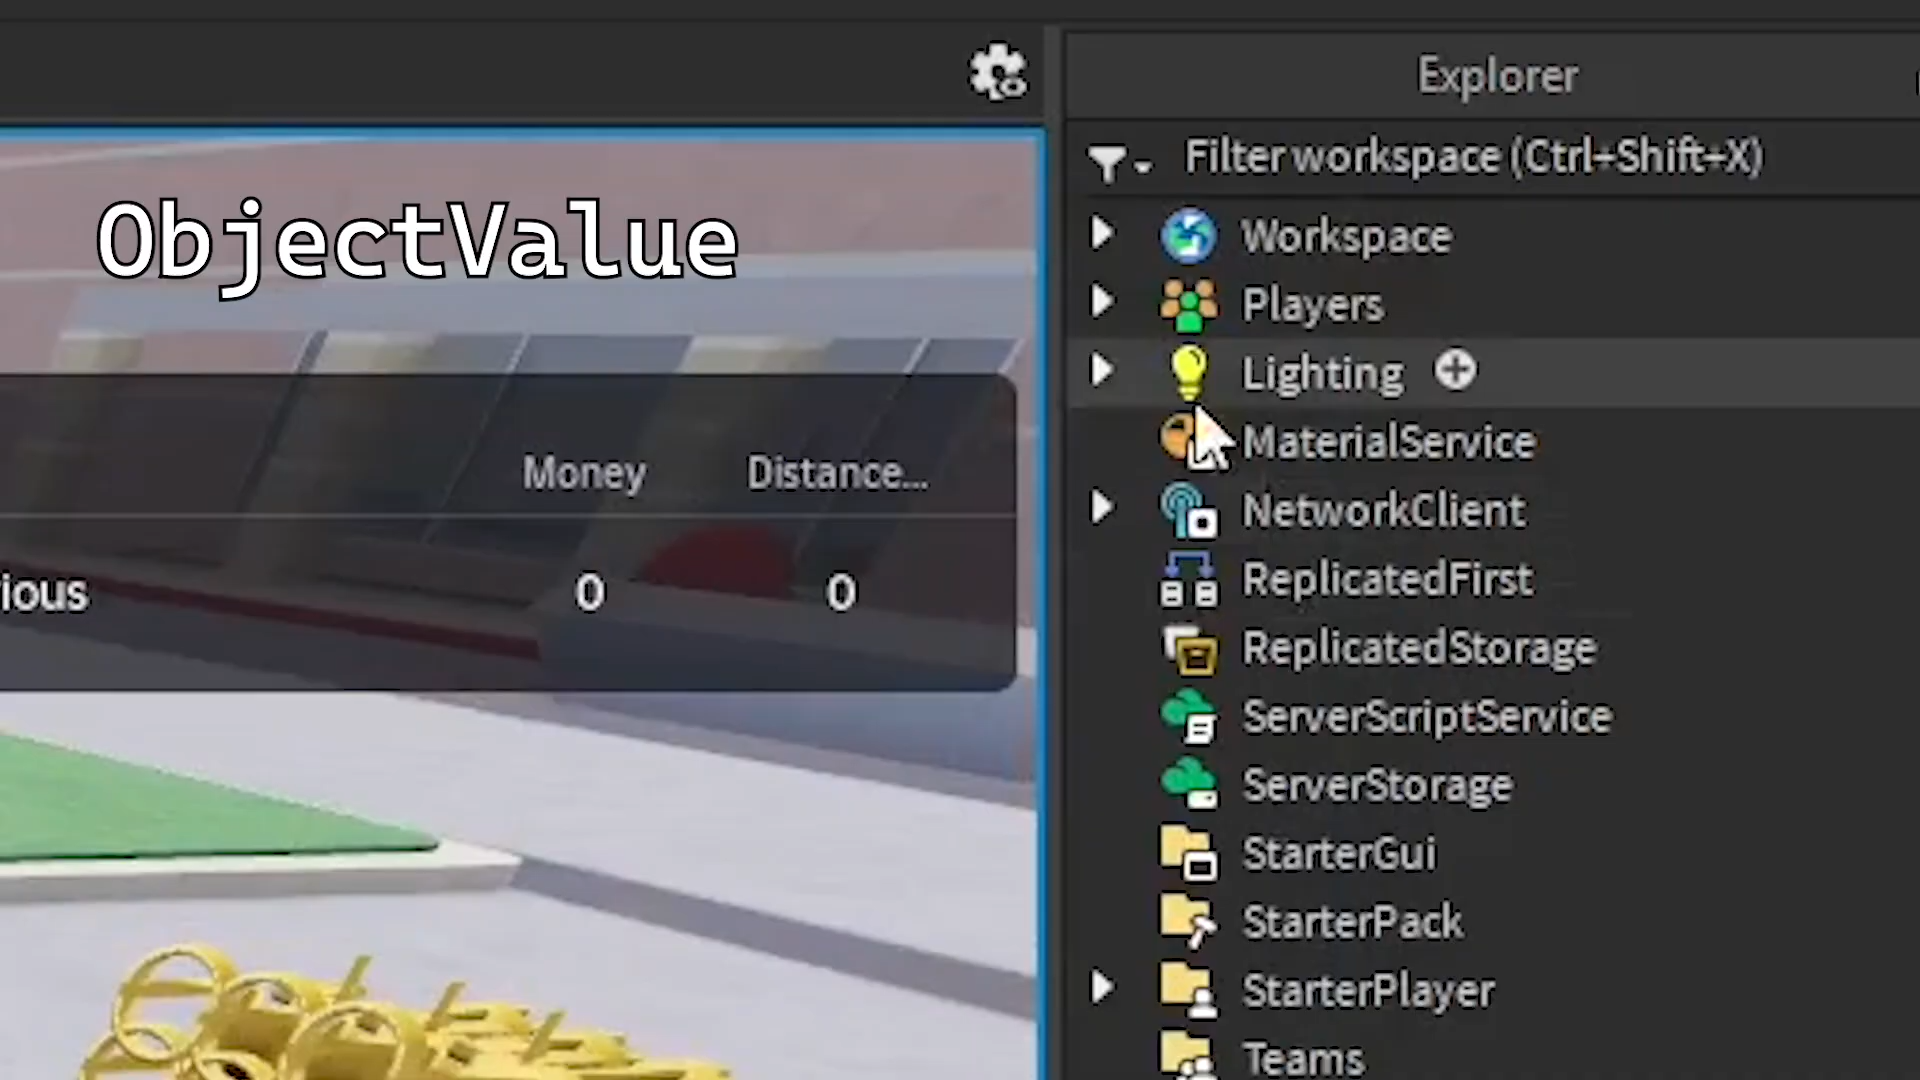 Explorer
Filter workspace (Ctrl+Shift+X)
ObjectValue
Workspace
Players
Lighting
MaterialService
NetworkClient
ReplicatedFirst
ReplicatedStorage
ServerScriptService
ServerStorage
StarterGui
StarterPack
StarterPlayer
Teams
Money Distance...
ious 0 0